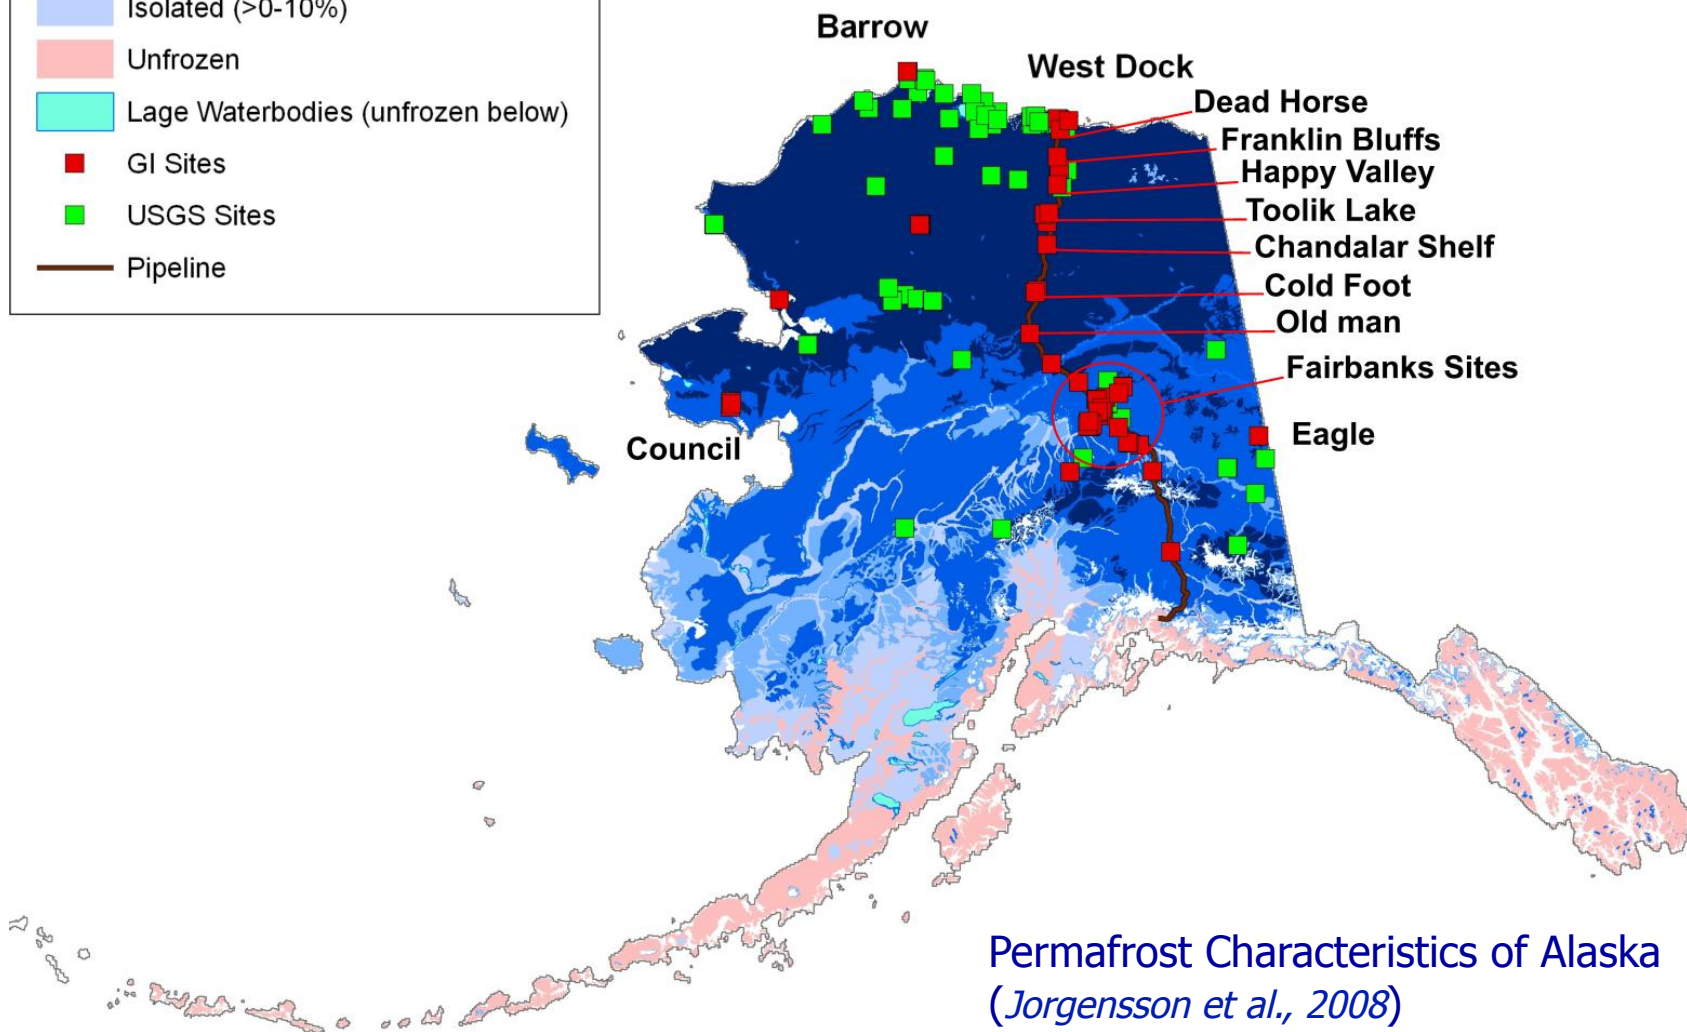 Isolated (>0-10%)
Unfrozen
Lage Waterbodies (unfrozen below)
GI Sites
USGS Sites
Pipeline
Barrow
West Dock
Dead Horse
Franklin Bluffs
Happy Valley
Toolik Lake
Chandalar Shelf
Cold Foot
Old man
Fairbanks Sites
Eagle
Council
Permafrost Characteristics of Alaska
(Jorgensson et al., 2008)